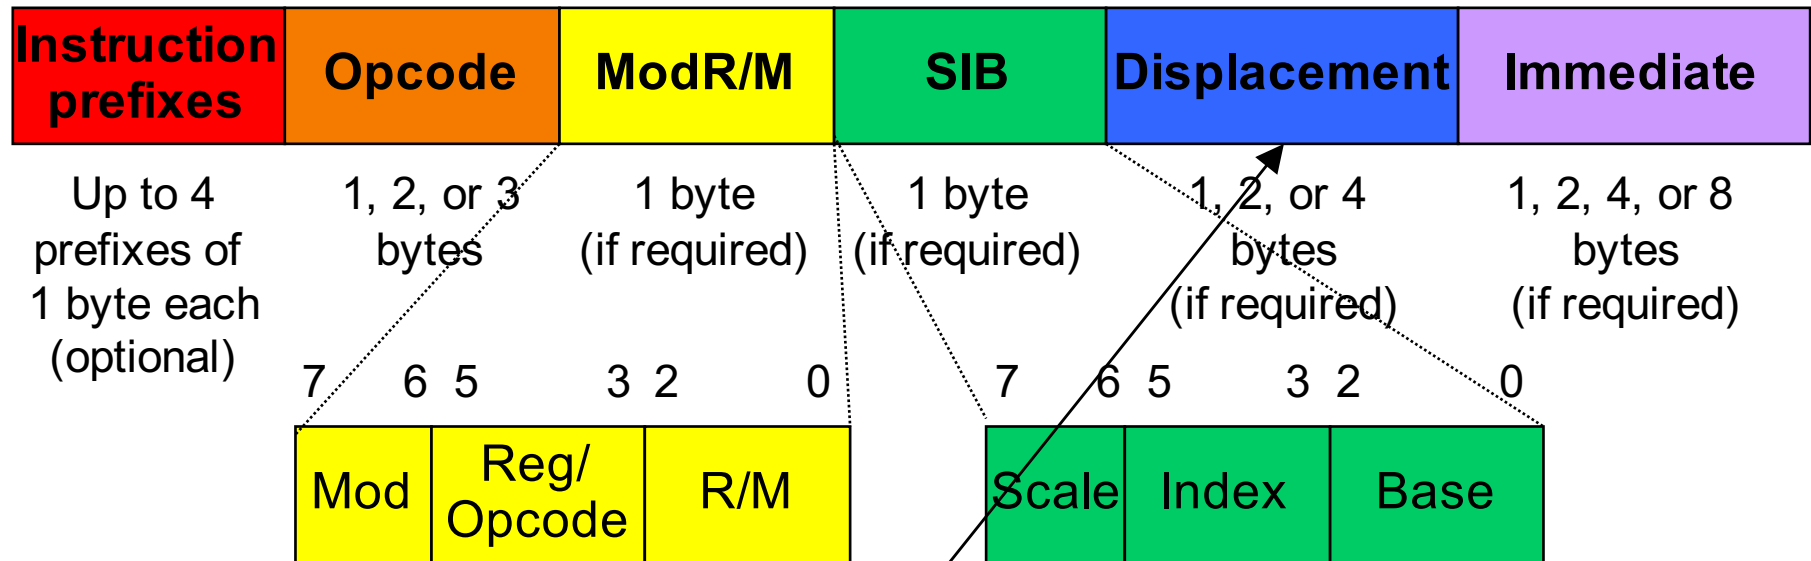 Instruction prefixes
Opcode
ModR/M
SIB
Displacement
Immediate
Up to 4
prefixes of
1 byte each
(optional)
1, 2, or 3
bytes
1 byte
(if required)
1 byte
(if required)
1, 2, or 4
bytes
(if required)
1, 2, 4, or 8
bytes
(if required)
7 6 5 3 2 0
7 6 5 3 2 0
Mod
Reg/
Opcode
R/M
Scale
Index
Base